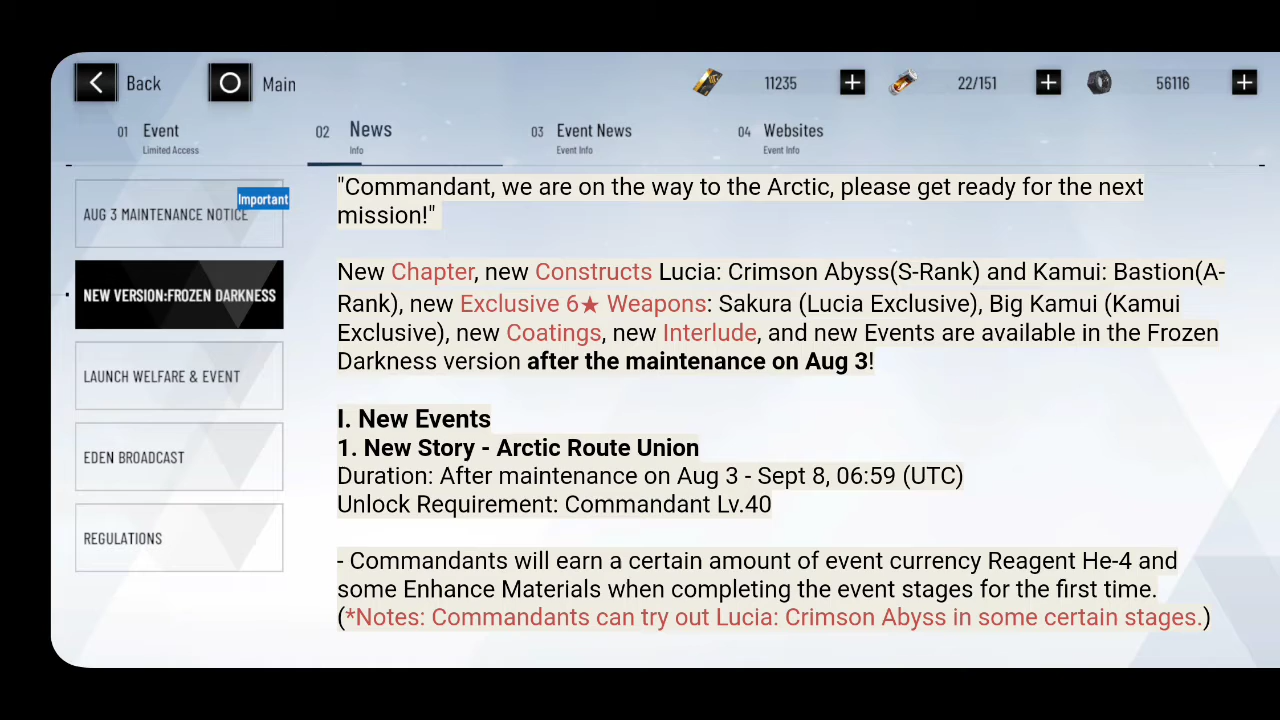 Back
Main
11235
22/151
56116
01 Event
Limited Access
02 News
Info
03 Event News
Event Info
04 Websites
Event Info
Important
AUG 3 MAINTENANCE NOTICE
NEW VERSION:FROZEN DARKNESS
LAUNCH WELFARE & EVENT
EDEN BROADCAST
REGULATIONS
"Commandant, we are on the way to the Arctic, please get ready for the next
mission!"
New Chapter, new Constructs Lucia: Crimson Abyss(S-Rank) and Kamui: Bastion(A-
Rank), new Exclusive 6★ Weapons: Sakura (Lucia Exclusive), Big Kamui (Kamui
Exclusive), new Coatings, new Interlude, and new Events are available in the Frozen
Darkness version after the maintenance on Aug 3!
I. New Events
1. New Story - Arctic Route Union
Duration: After maintenance on Aug 3 - Sept 8, 06:59 (UTC)
Unlock Requirement: Commandant Lv.40
- Commandants will earn a certain amount of event currency Reagent He-4 and
some Enhance Materials when completing the event stages for the first time.
(*Notes: Commandants can try out Lucia: Crimson Abyss in some certain stages.)